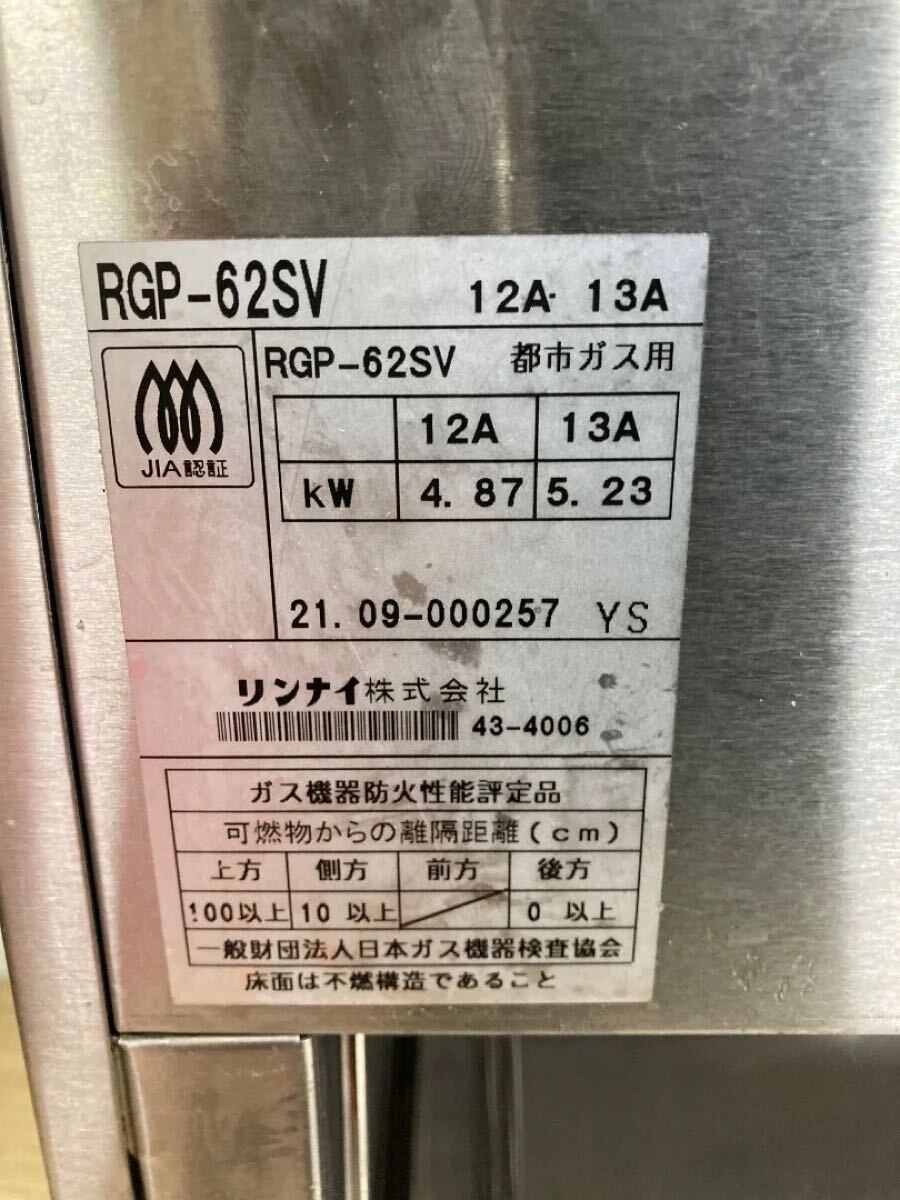 RGP-62SV 12A・13A
JIA認証
RGP-62SV 都市ガス用
12A 13A
kW 4.87 5.23
21.09-000257 YS
リンナイ株式会社
43-4006
ガス機器防火性能評定品
可燃物からの離隔距離(cm)
上方 側方 前方 後方
100以上 10以上 0以上
一般財団法人日本ガス機器検査協会
床面は不燃構造であること